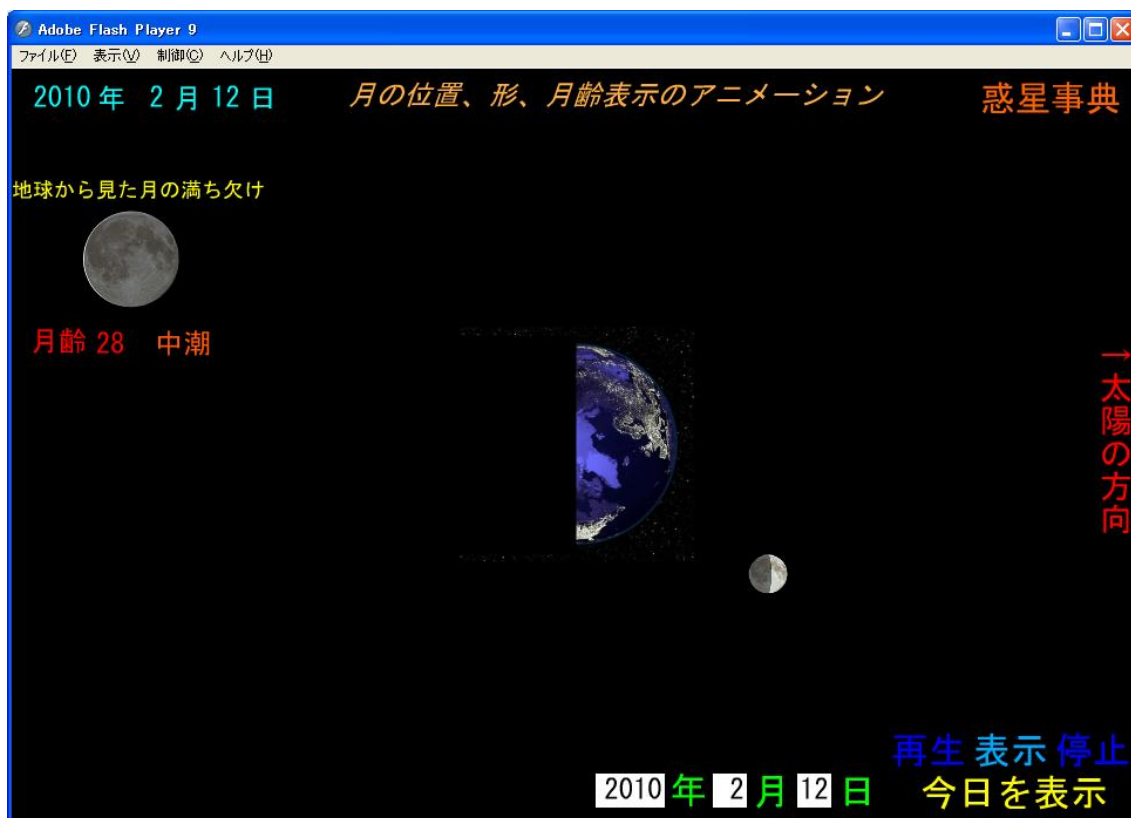 Adobe Flash Player 9
ファイル(F) 表示(V) 制御(C) ヘルプ(H)
2010 年 2 月 12 日
月の位置、形、月齢表示のアニメーション
惑星事典
地球から見た月の満ち欠け
月齢 28 中潮
→太陽の方向
再生 表示 停止
2010 年 2 月 12 日
今日を表示